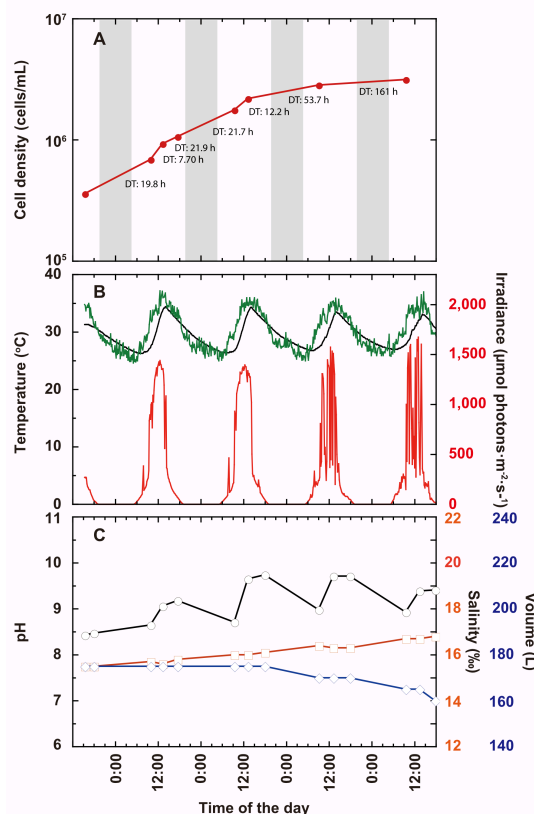 A
10⁷
10⁶
10⁵
Cell density (cells/mL)
DT: 19.8 h
DT: 7.70 h
DT: 21.9 h
DT: 21.7 h
DT: 12.2 h
DT: 53.7 h
DT: 161 h
B
40
30
20
10
0
Temperature (°C)
2,000
1,500
1,000
500
0
Irradiance (µmol photons·m⁻²·s⁻¹)
C
11
10
9
8
7
6
pH
22
20
18
16
14
12
Salinity (‰)
240
220
200
180
160
140
Volume (L)
0:00
12:00
0:00
12:00
0:00
12:00
0:00
12:00
Time of the day